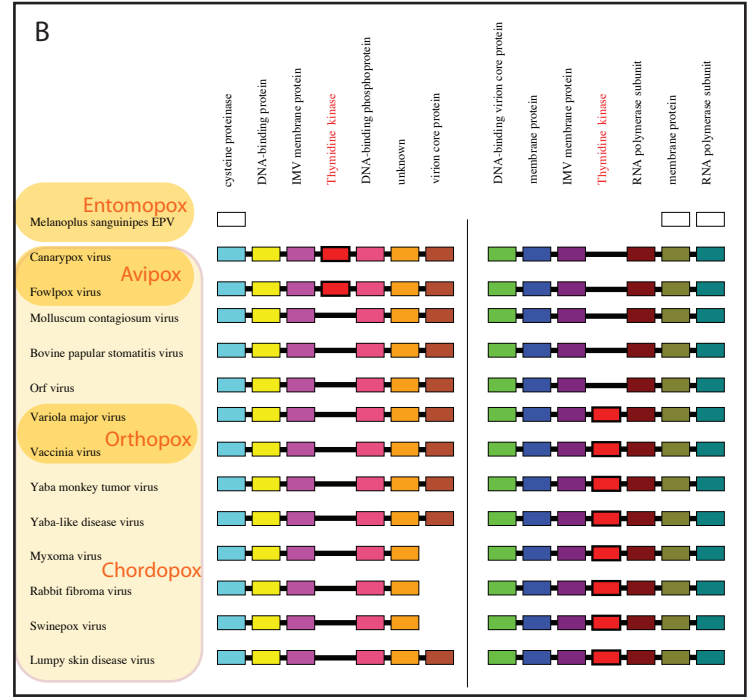 B
cysteine proteinase
DNA-binding protein
IMV membrane protein
Thymidine kinase
DNA-binding phosphoprotein
unknown
virion core protein
DNA-binding virion core protein
membrane protein
IMV membrane protein
Thymidine kinase
RNA polymerase subunit
membrane protein
RNA polymerase subunit
Entomopox
Melanoplus sanguinipes EPV
Canarypox virus
Avipox
Fowlpox virus
Molluscum contagiosum virus
Bovine papular stomatitis virus
Orf virus
Variola major virus
Orthopox
Vaccinia virus
Yaba monkey tumor virus
Yaba-like disease virus
Myxoma virus
Chordopox
Rabbit fibroma virus
Swinepox virus
Lumpy skin disease virus